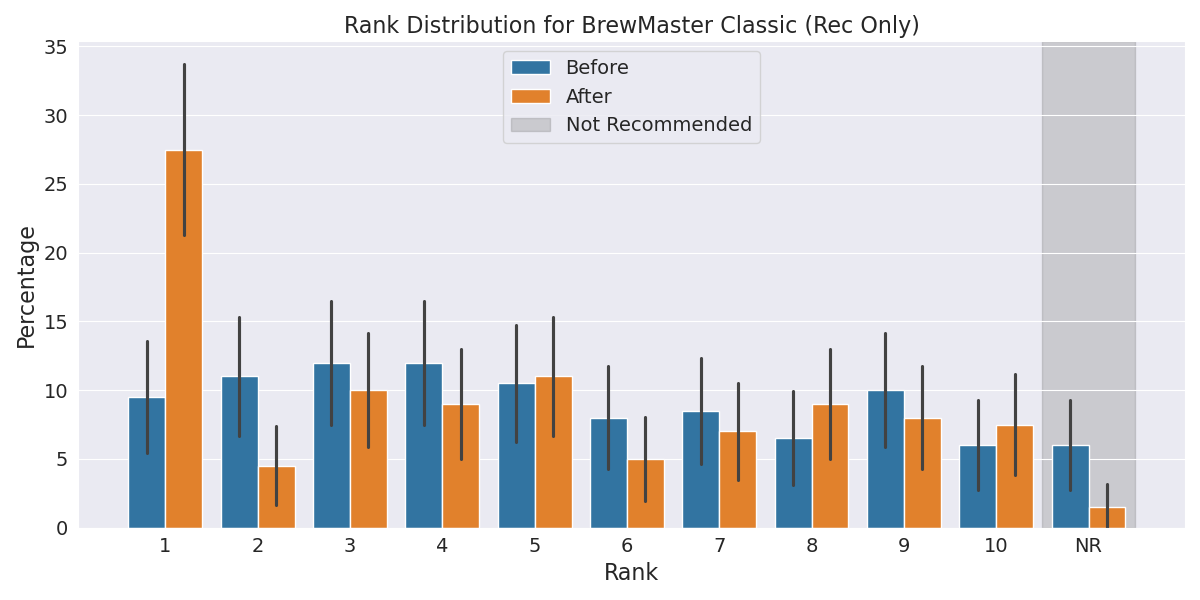 Rank Distribution for BrewMaster Classic (Rec Only)
Before
After
Not Recommended
Percentage
35
30
25
20
15
10
5
0
1 2 3 4 5 6 7 8 9 10 NR
Rank